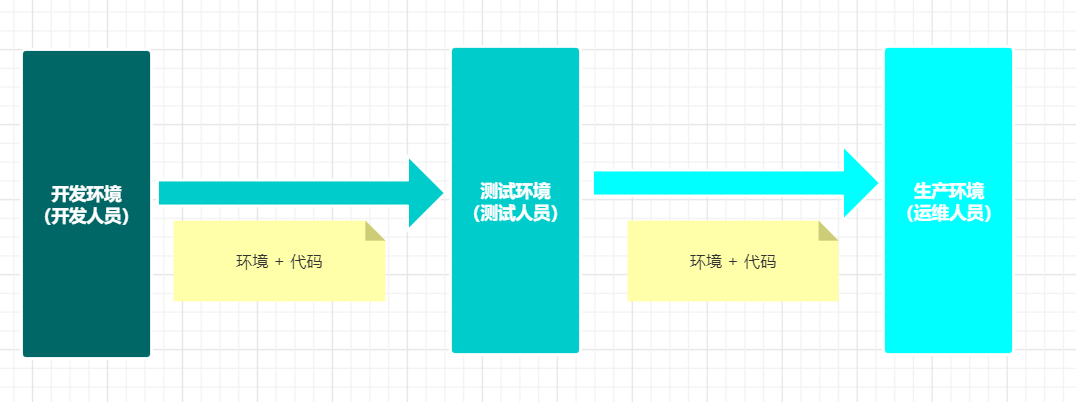 开发环境
(开发人员)
环境 + 代码
测试环境
(测试人员)
环境 + 代码
生产环境
(运维人员)